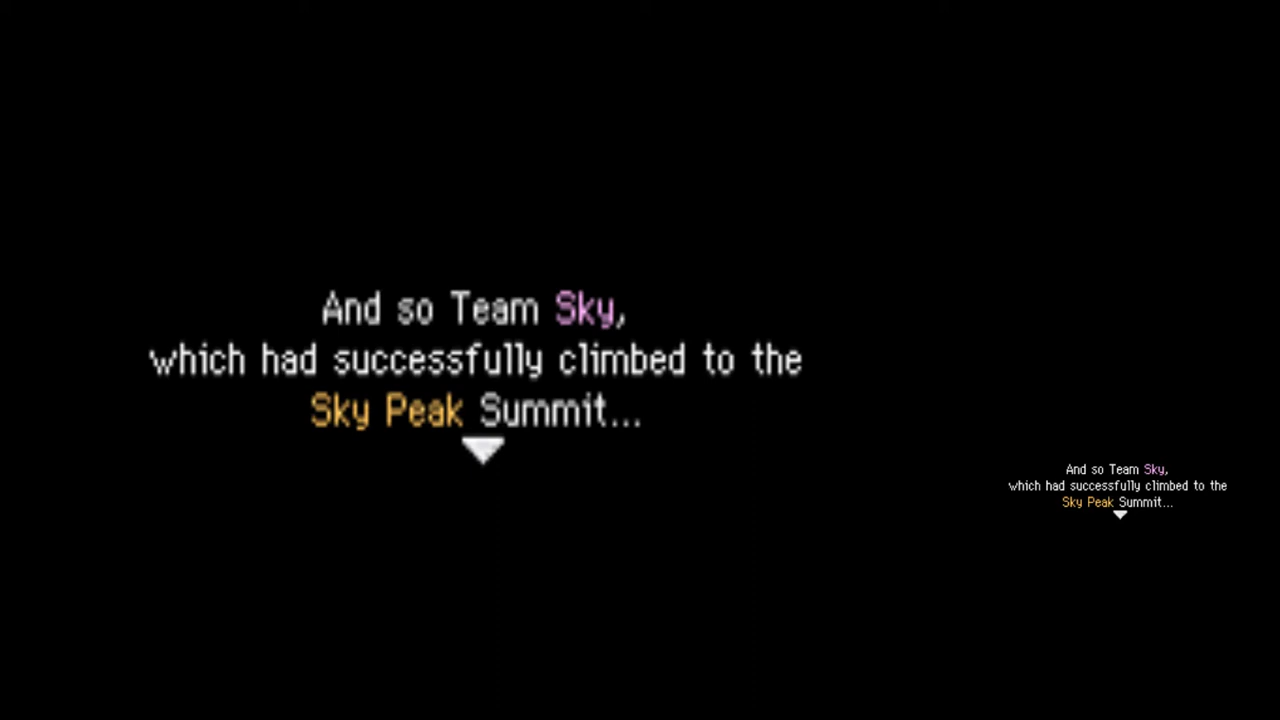 And so Team Sky,
which had successfully climbed to the
Sky Peak Summit...
And so Team Sky,
which had successfully climbed to the
Sky Peak Summit...